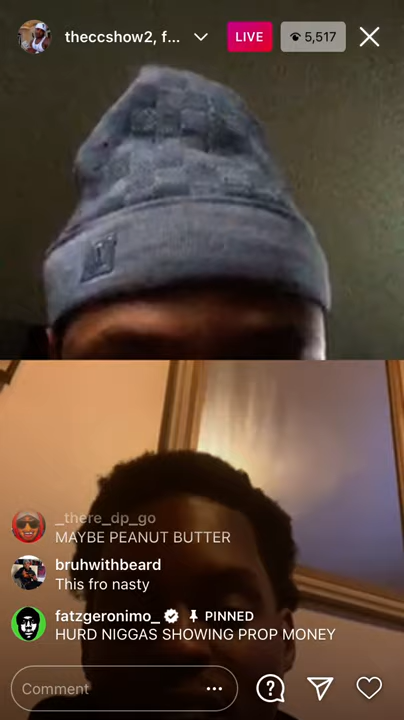 theccshow2, f...
LIVE
5,517
_there_dp_go
MAYBE PEANUT BUTTER
bruhwithbeard
This fro nasty
fatzgeronimo_ PINNED
HURD NIGGAS SHOWING PROP MONEY
Comment